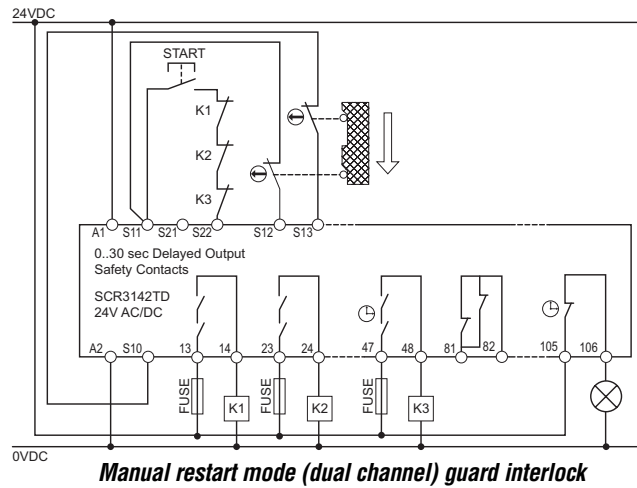 24VDC
START
K1
K2
K3
A1 S11 S21 S22 S12 S13
0..30 sec Delayed Output
Safety Contacts
SCR3142TD
24V AC/DC
A2 S10 13 14 23 24 47 48 81 82 105 106
FUSE K1 FUSE K2 FUSE K3
0VDC
Manual restart mode (dual channel) guard interlock